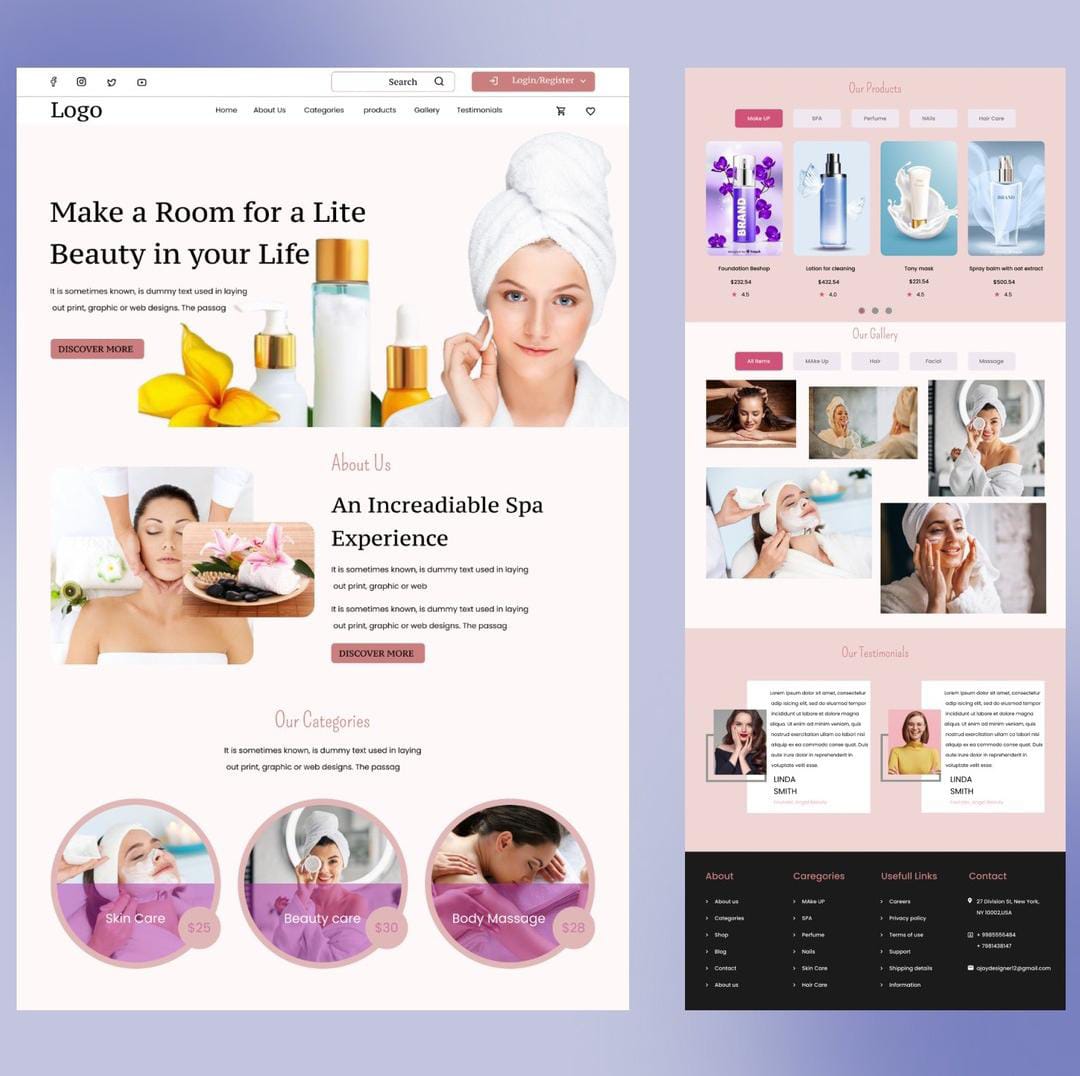 Search
Login/Register
Logo
Home
About Us
Categories
products
Gallery
Testimonials
Make a Room for a Lite
Beauty in your Life
It is sometimes known, is dummy text used in laying
out print, graphic or web designs. The passag
DISCOVER MORE
About Us
An Increadiable Spa
Experience
It is sometimes known, is dummy text used in laying
out print, graphic or web
It is sometimes known, is dummy text used in laying
out print, graphic or web designs. The passag
DISCOVER MORE
Our Categories
It is sometimes known, is dummy text used in laying
out print, graphic or web designs. The passag
Skin Care
$25
Beauty care
$30
Body Massage
$28
Our Products
Make UP
SPA
Perfume
NAils
Hair Care
BRAND
BRAND
Foundation Beshop
Lotion for cleaning
Tony mask
Spray balm with oat extract
$232.54
$432.54
$221.54
$500.54
4.5
4.0
4.5
4.5
Our Gallery
All Items
MAke Up
Hair
Facial
Massage
Our Testimonials
Lorem ipsum dolor sit amet, consectetur
adip isicing elit, sed do eiusmod tempor
incididunt ut labore et dolore magna
aliqua. Ut enim ad minim veniam, quis
nostrud exercitation ullam co labori nisi
aliquip ex ea commodo conse quat. Duis
aute irure dolor in reprehenderit in
voluptate velit esse.
LINDA
SMITH
Founder, Angel Beauty
Lorem ipsum dolor sit amet, consectetur
adip isicing elit, sed do eiusmod tempor
incididunt ut labore et dolore magna
aliqua. Ut enim ad minim veniam, quis
nostrud exercitation ullam co labori nisi
aliquip ex ea commodo conse quat. Duis
aute irure dolor in reprehenderit in
voluptate velit esse.
LINDA
SMITH
Founder, Angel Beauty
About
About us
Categories
Shop
Blog
Contact
About us
Caregories
MAke UP
SPA
Perfume
Nails
Skin Care
Hair Care
Usefull Links
Careers
Privacy policy
Terms of use
Support
Shipping details
Information
Contact
27 Division St, New York,
NY 10002,USA
+ 9985556484
+ 7981438147
ajaydesigner12@gmail.com